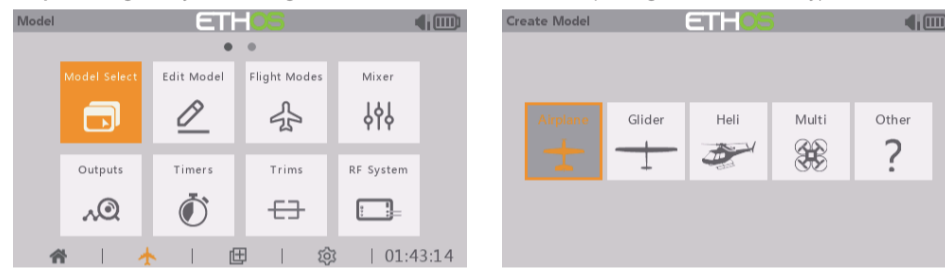 Model
ETHOS
Model Select
Edit Model
Flight Modes
Mixer
Outputs
Timers
Trims
RF System
01:43:14
Create Model
ETHOS
Airplane
Glider
Heli
Multi
Other
?